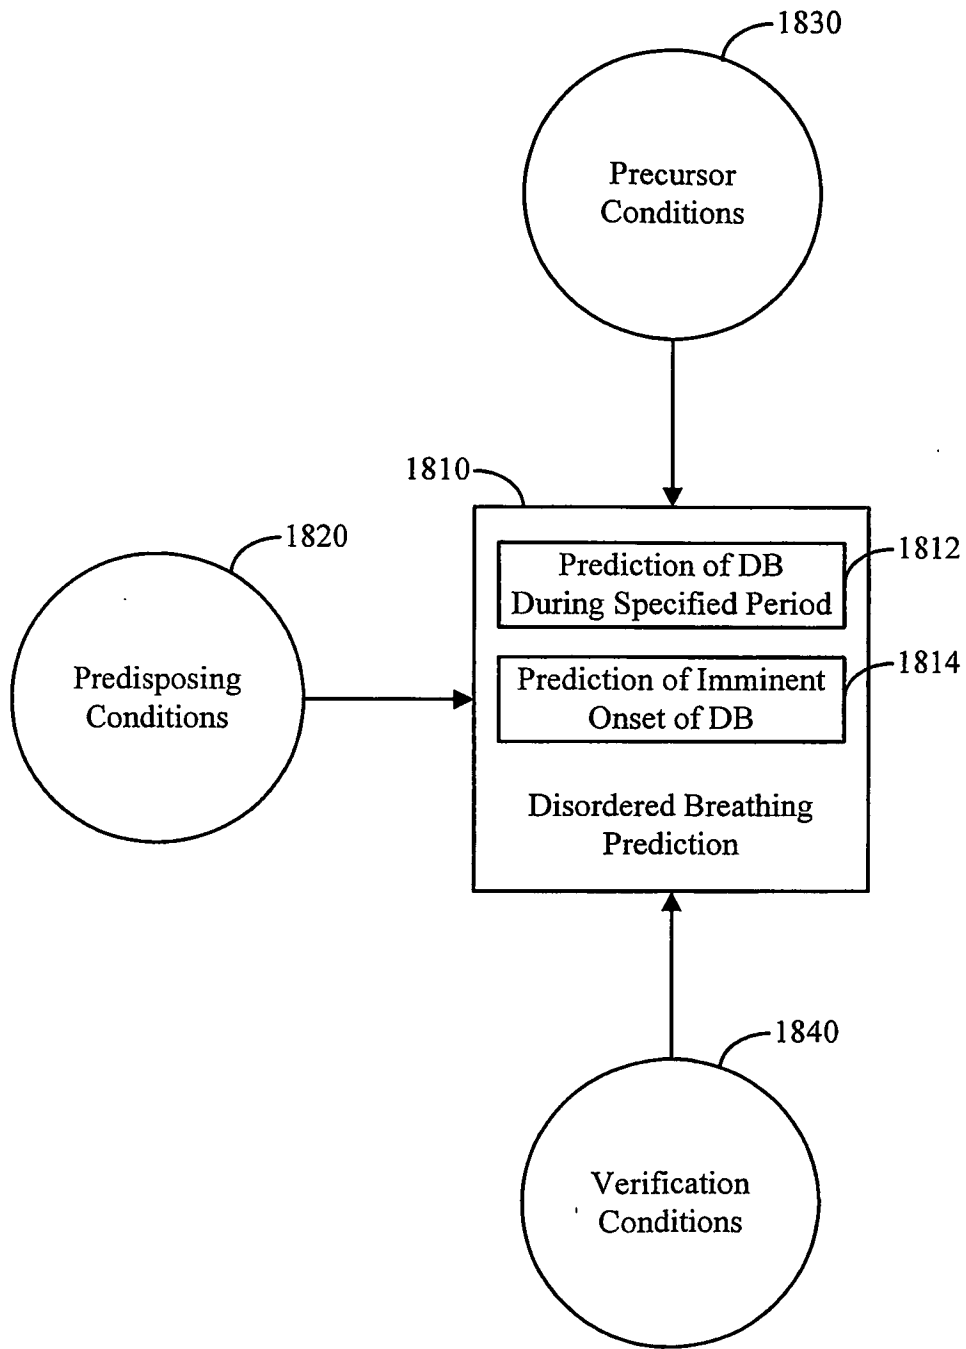 1830
Precursor
Conditions
1810
1820
Prediction of DB
During Specified Period
1812
Predisposing
Conditions
Prediction of Imminent
Onset of DB
1814
Disordered Breathing
Prediction
1840
Verification
Conditions